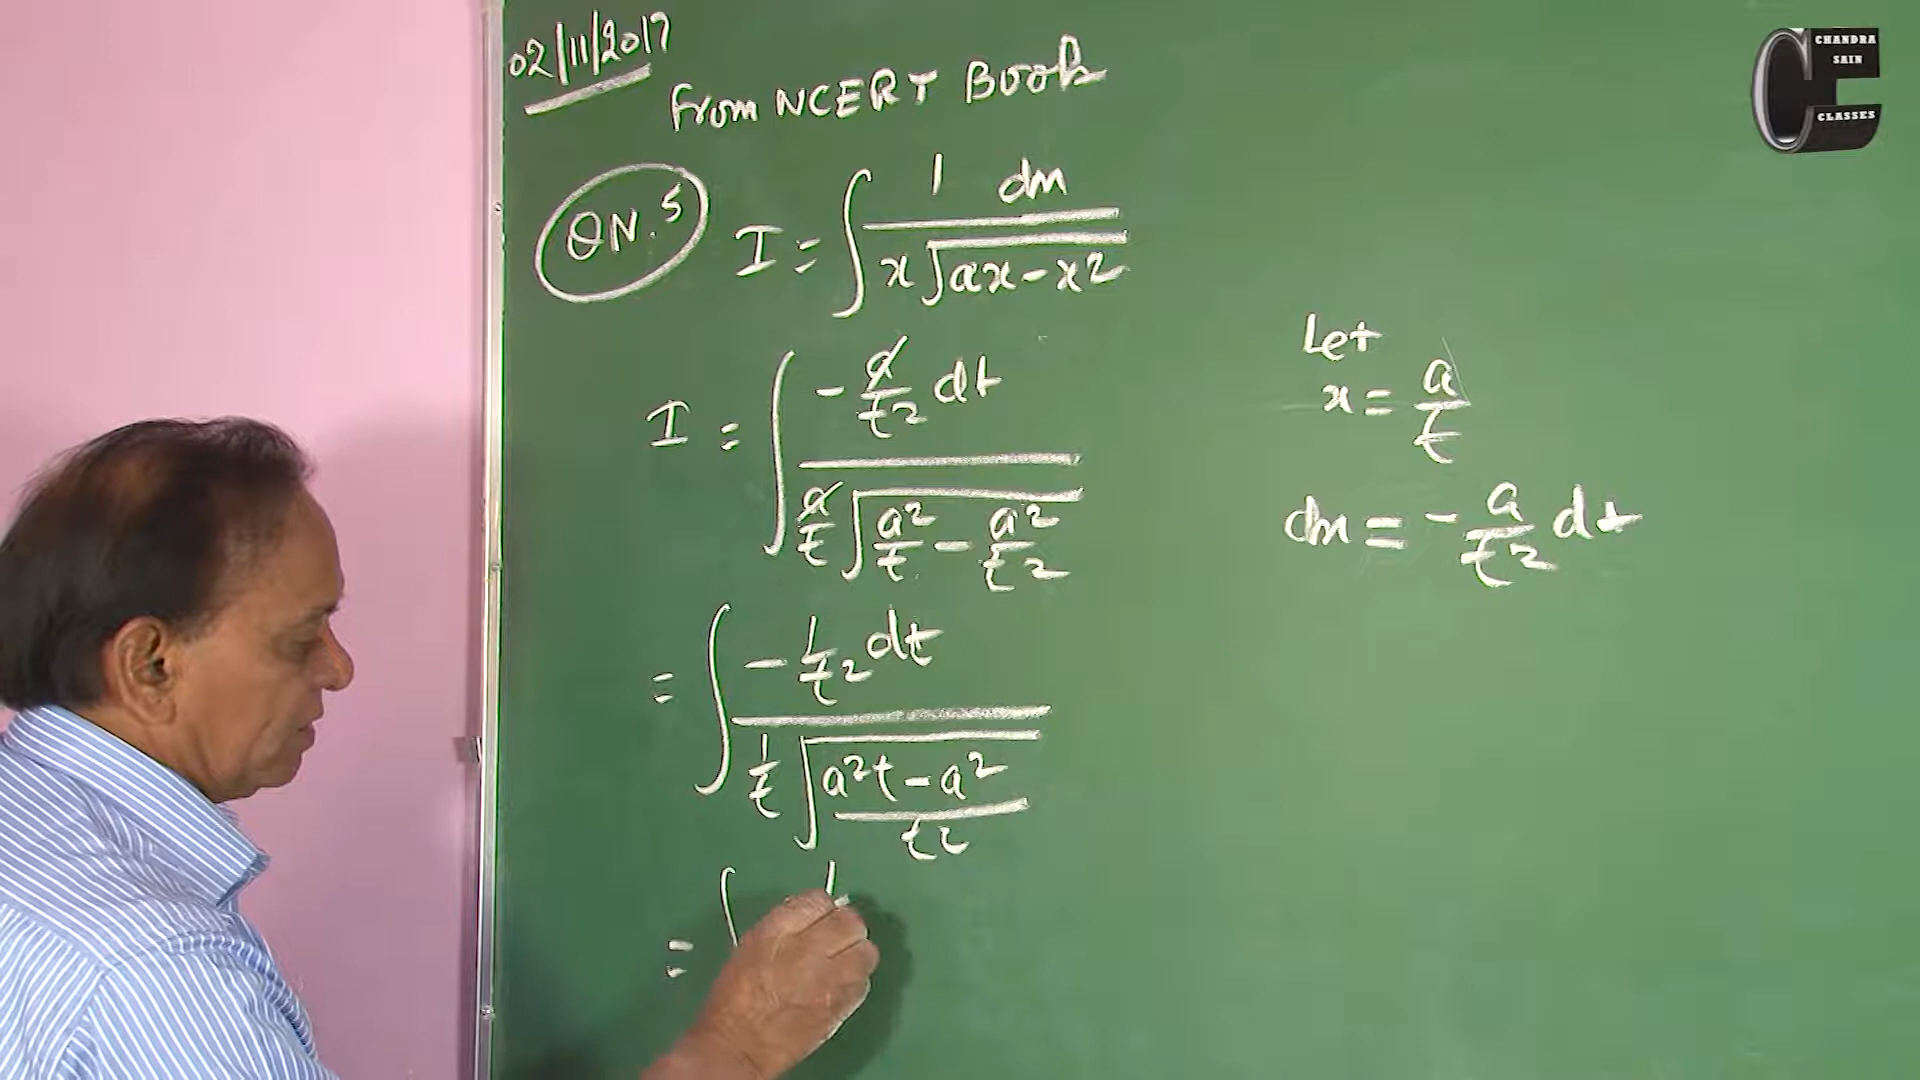 02/11/2017
From NCERT Book
CHANDRA
SAIN
CLASSES
QN. 5 I = ∫ 1 dx / x√(ax - x²)
Let
x = a/t
I = ∫ -a/t² dt / a/t √(a²/t - a²/t²)
dx = -a/t² dt
= ∫ -1/t² dt / 1/t √((a²t - a²)/t²)
= ∫ - 1